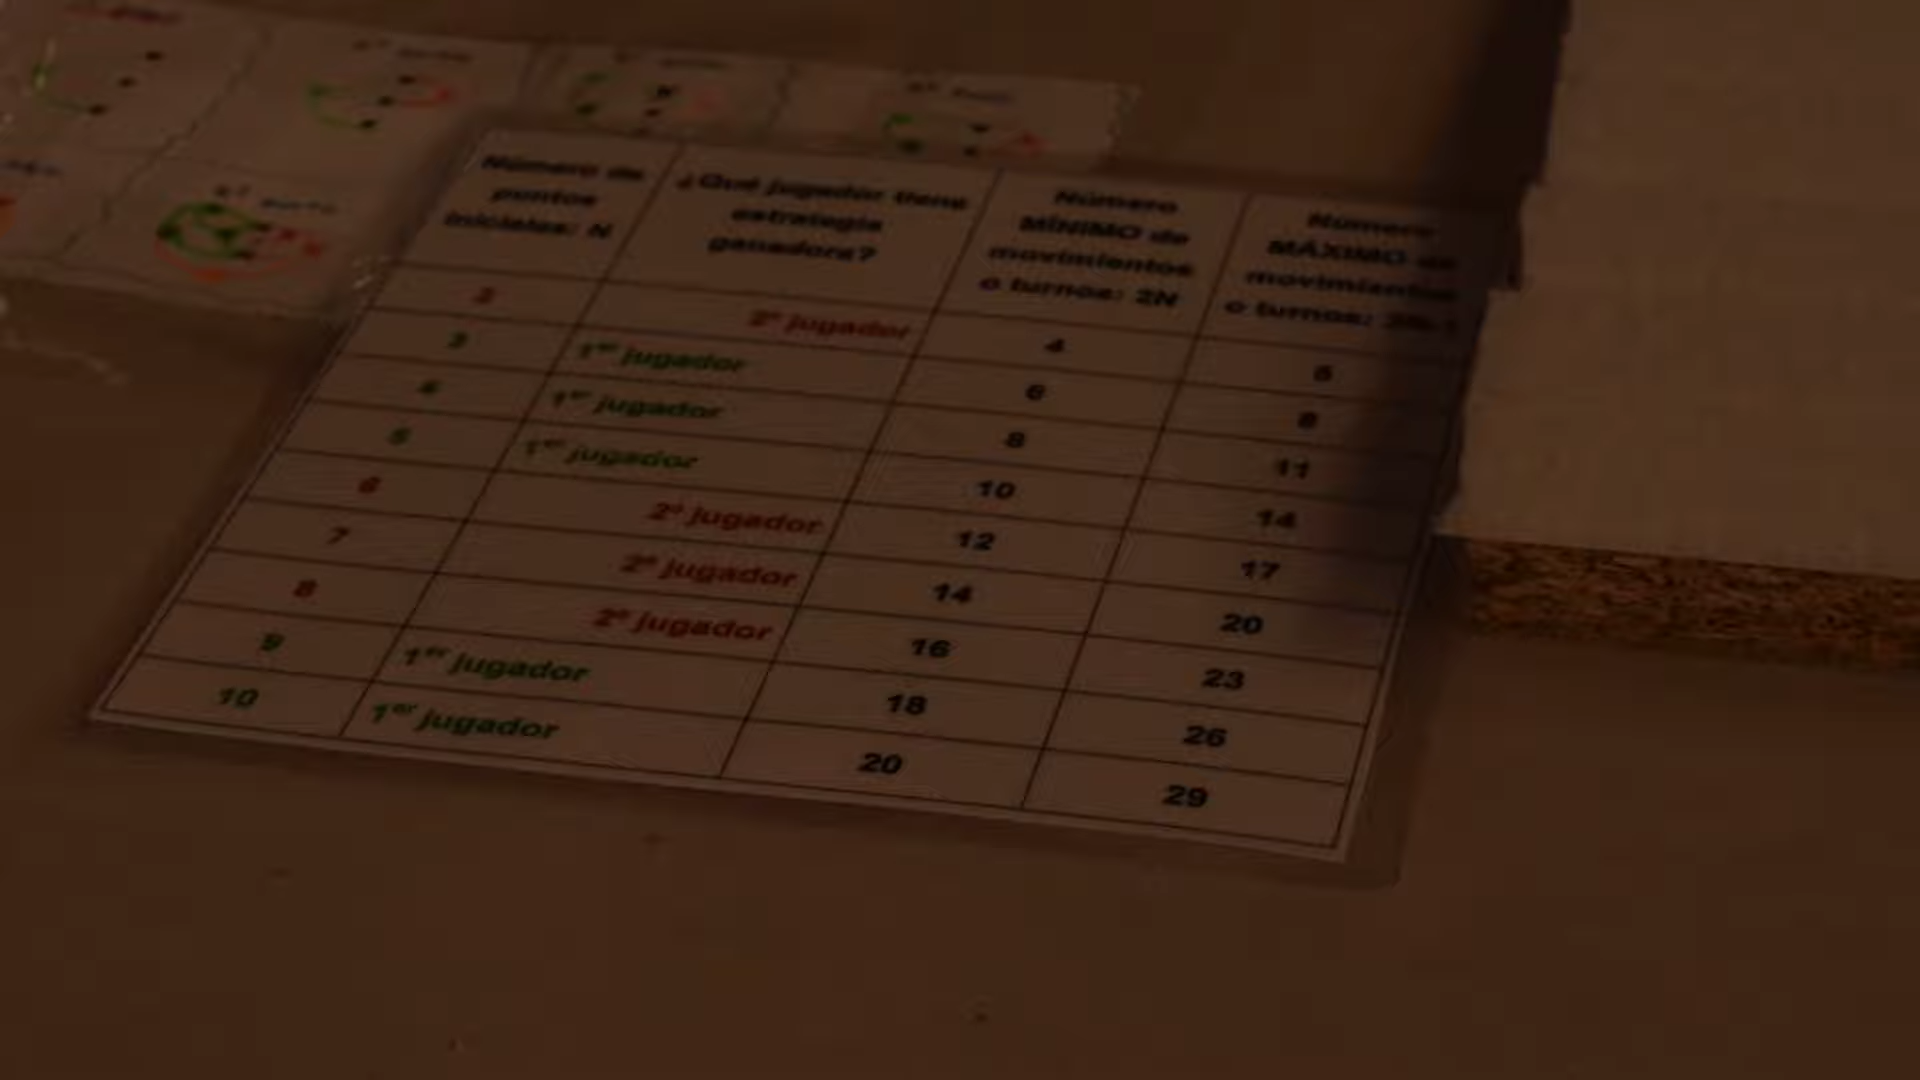 Número de
puntos
iniciales: N
¿Qué jugador tiene
estrategia
ganadora?
Número
MÍNIMO de
movimientos
o turnos: 2N
Número
MÁXIMO de
movimientos
o turnos:
2 2º jugador 4 5
3 1er jugador 6 8
4 1er jugador 8 11
5 1er jugador 10 14
6 2º jugador 12 17
7 2º jugador 14 20
8 2º jugador 16 23
9 1er jugador 18 26
10 1er jugador 20 29